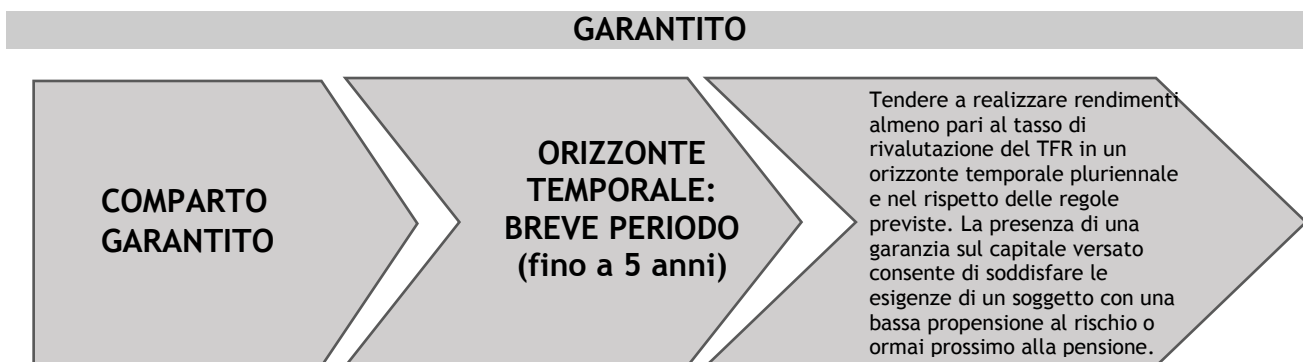 GARANTITO
COMPARTO
GARANTITO
ORIZZONTE
TEMPORALE:
BREVE PERIODO
(fino a 5 anni)
Tendere a realizzare rendimenti
almeno pari al tasso di
rivalutazione del TFR in un
orizzonte temporale pluriennale
e nel rispetto delle regole
previste. La presenza di una
garanzia sul capitale versato
consente di soddisfare le
esigenze di un soggetto con una
bassa propensione al rischio o
ormai prossimo alla pensione.